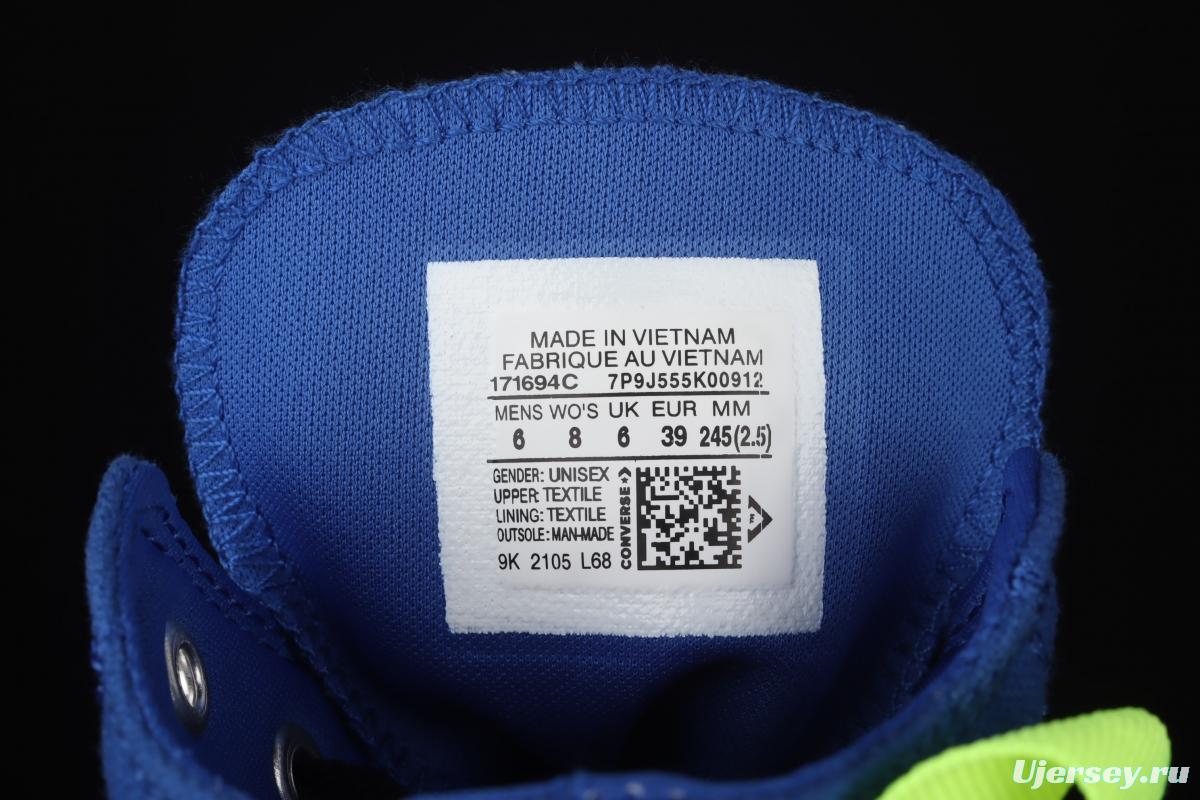 MADE IN VIETNAM
FABRIQUE AU VIETNAM
171694C 7P9J555K00912
MENS WO'S UK EUR MM
6 8 6 39 245(2.5)
GENDER: UNISEX
UPPER: TEXTILE
LINING: TEXTILE
OUTSOLE: MAN-MADE
9K 2105 L68
CONVERSE
TM
Ujersey.ru